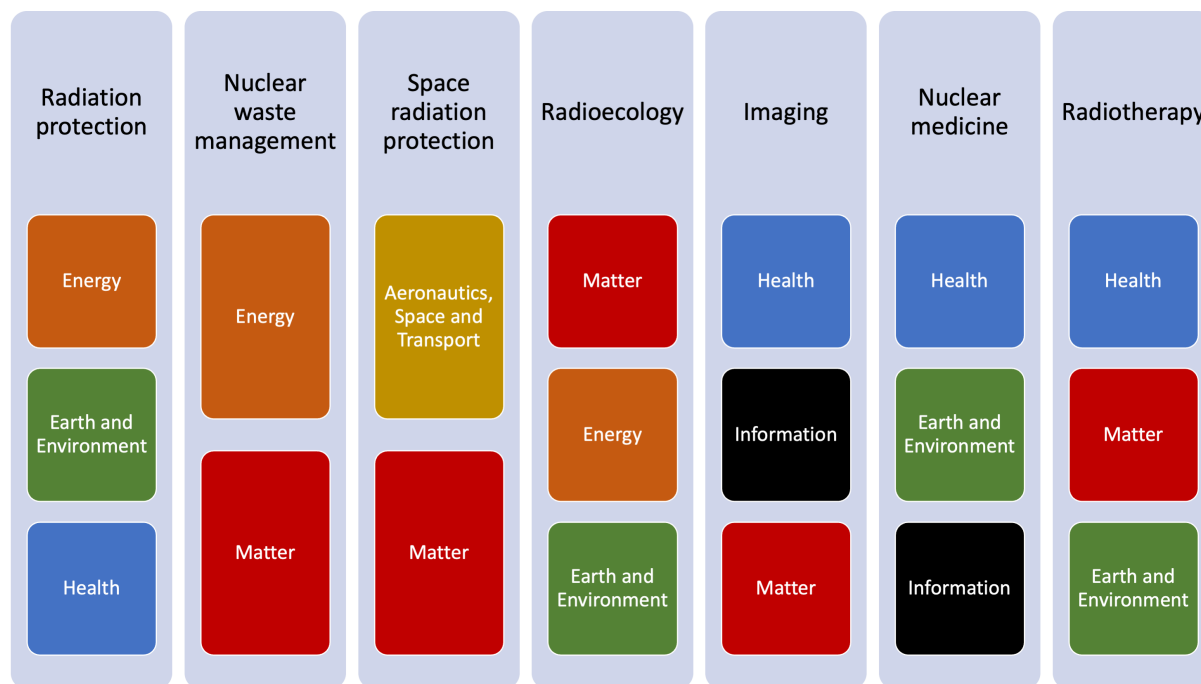 Radiation
protection
Energy
Earth and
Environment
Health
Nuclear
waste
management
Energy
Matter
Space
radiation
protection
Aeronautics,
Space and
Transport
Matter
Radioecology
Matter
Energy
Earth and
Environment
Imaging
Health
Information
Matter
Nuclear
medicine
Health
Earth and
Environment
Information
Radiotherapy
Health
Matter
Earth and
Environment